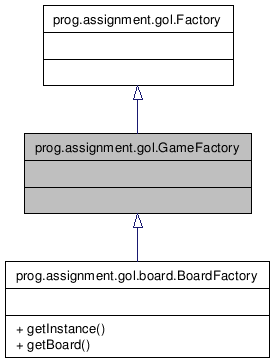 prog.assignment.gol.Factory
prog.assignment.gol.GameFactory
prog.assignment.gol.board.BoardFactory
+ getInstance()
+ getBoard()